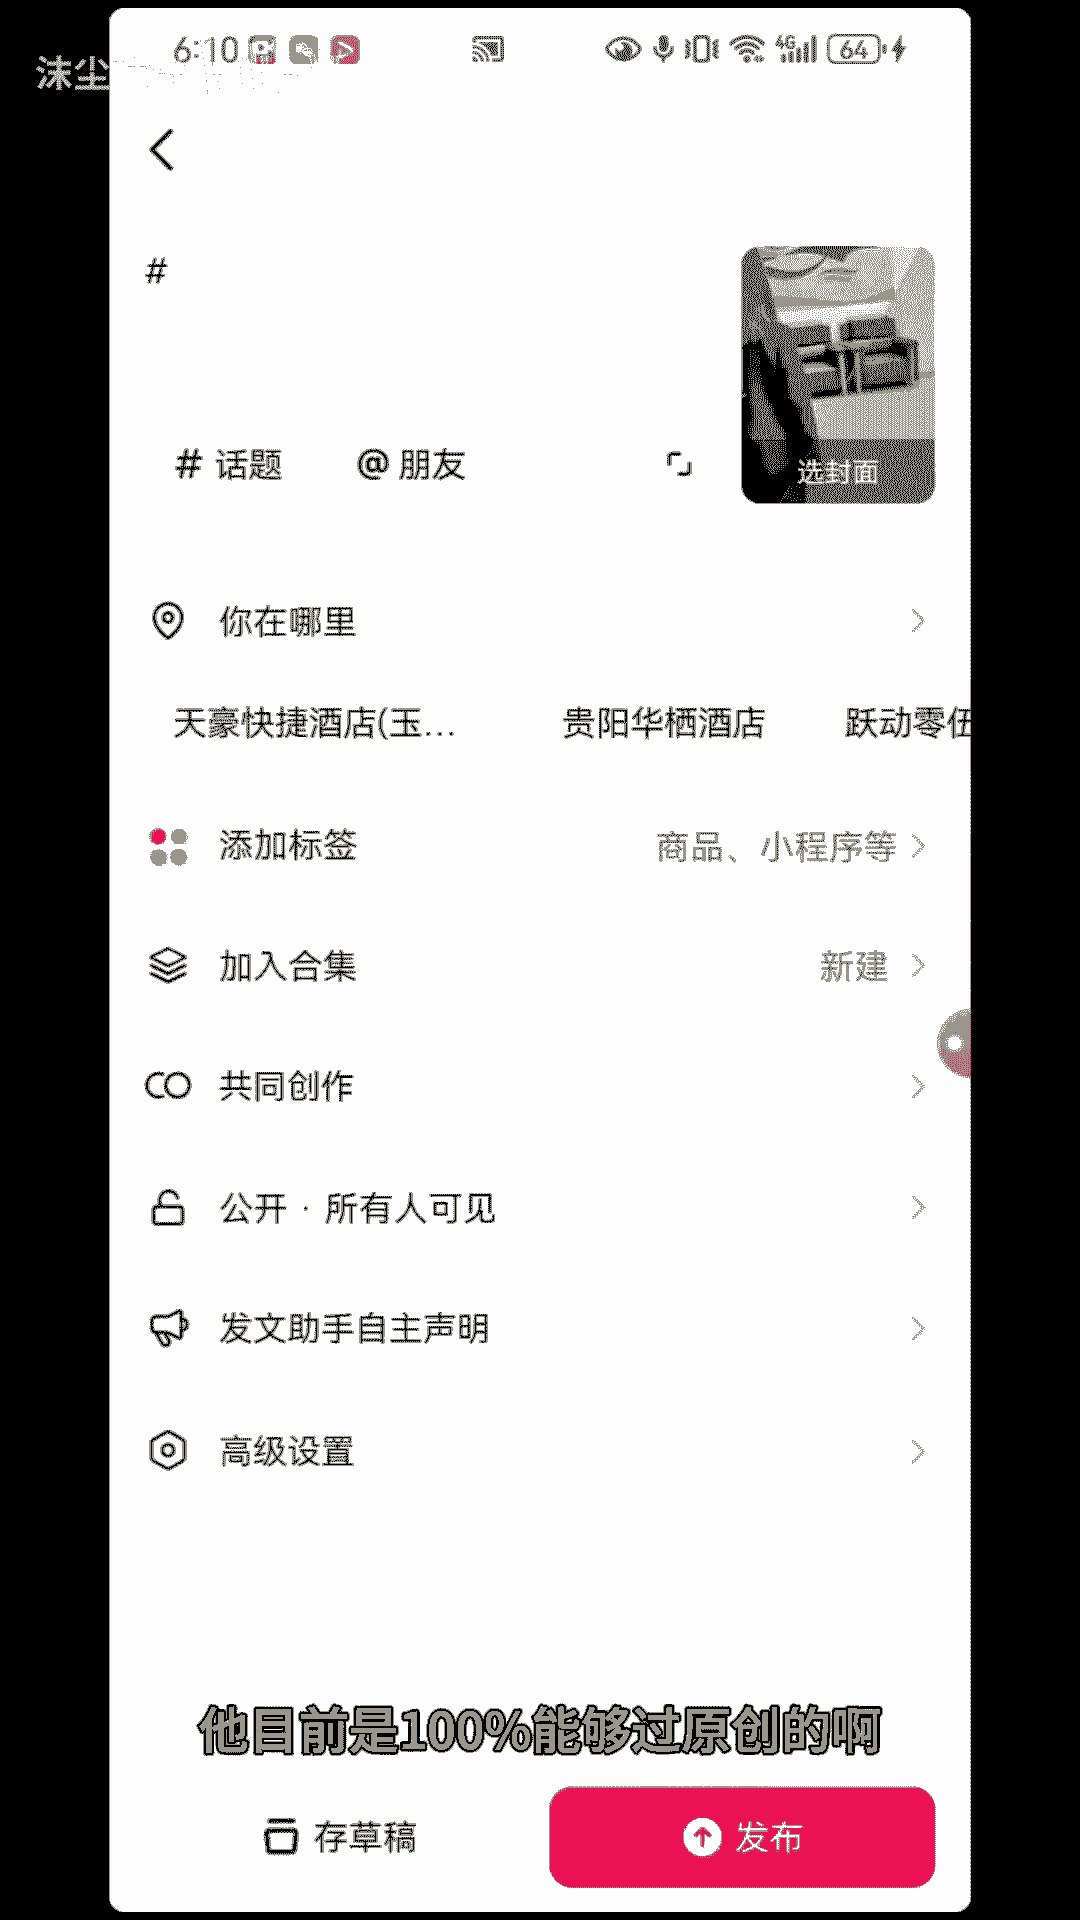 6:10
4G
64
沫尘
#
选封面
# 话题 @ 朋友
你在哪里
天豪快捷酒店(玉... 贵阳华栖酒店 跃动零伍
添加标签 商品、小程序等
加入合集 新建
共同创作
公开 · 所有人可见
发文助手自主声明
高级设置
他目前是100%能够过原创的啊
存草稿 发布